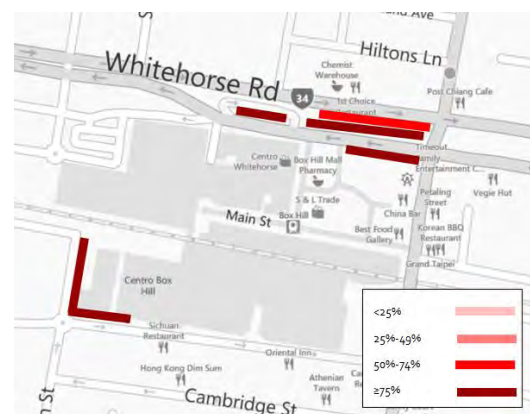 Hiltons Ln
Chemist
Warehouse
Whitehorse Rd
34
1st Choice
Post Chiang Cafe
Timeout
Family
Entertainment C...
Centro
Whitehorse
Box Hill Mall
Pharmacy
Petaling
Street
Vegie Hut
S & L Trade
China Bar
Main St
Box Hill
Best Food
Gallery
Korean BBQ
Restaurant
Grand Taipei
Centro Box
Hill
<25%
25%-49%
50%-74%
≥75%
Sichuan
Restaurant
Oriental Inn
Hong Kong Dim Sum
Athenian
Tavern
Cambridge St